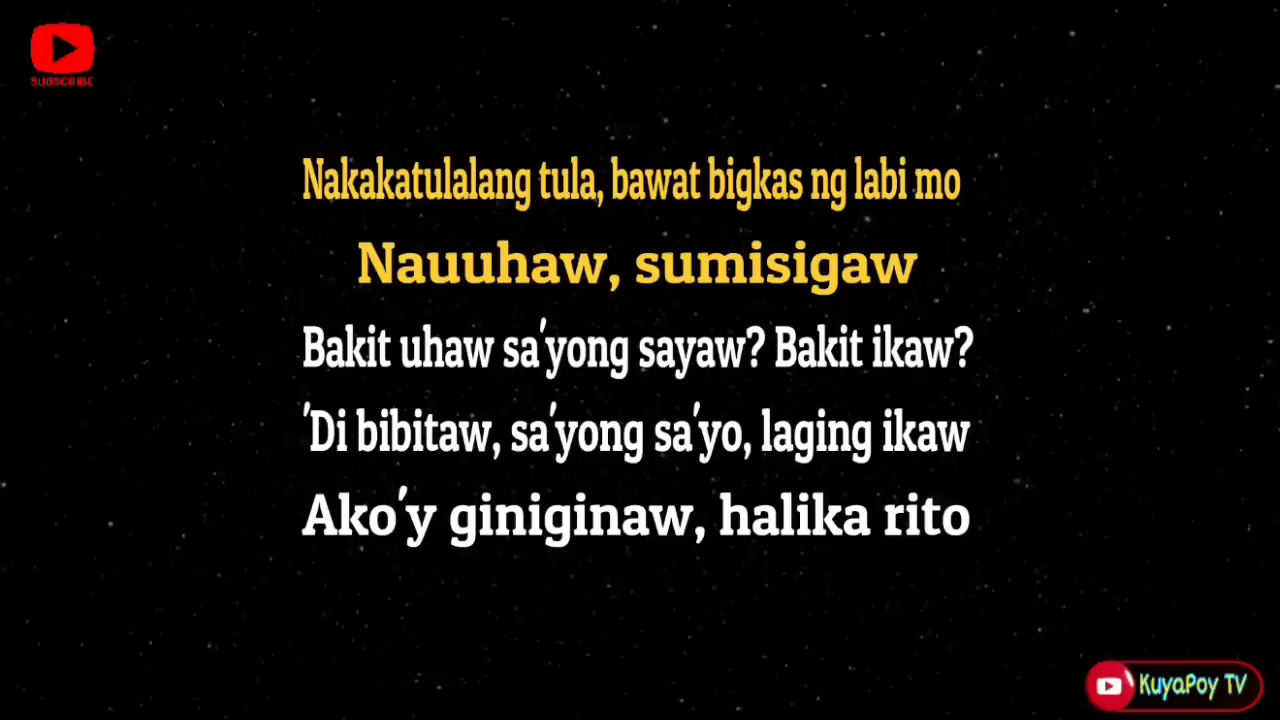 SUBSCRIBE
Nakakatulalang tula, bawat bigkas ng labi mo
Nauuhaw, sumisigaw
Bakit uhaw sa'yong sayaw? Bakit ikaw?
'Di bibitaw, sa'yong sa'yo, laging ikaw
Ako'y giniginaw, halika rito
KuyaPoy TV